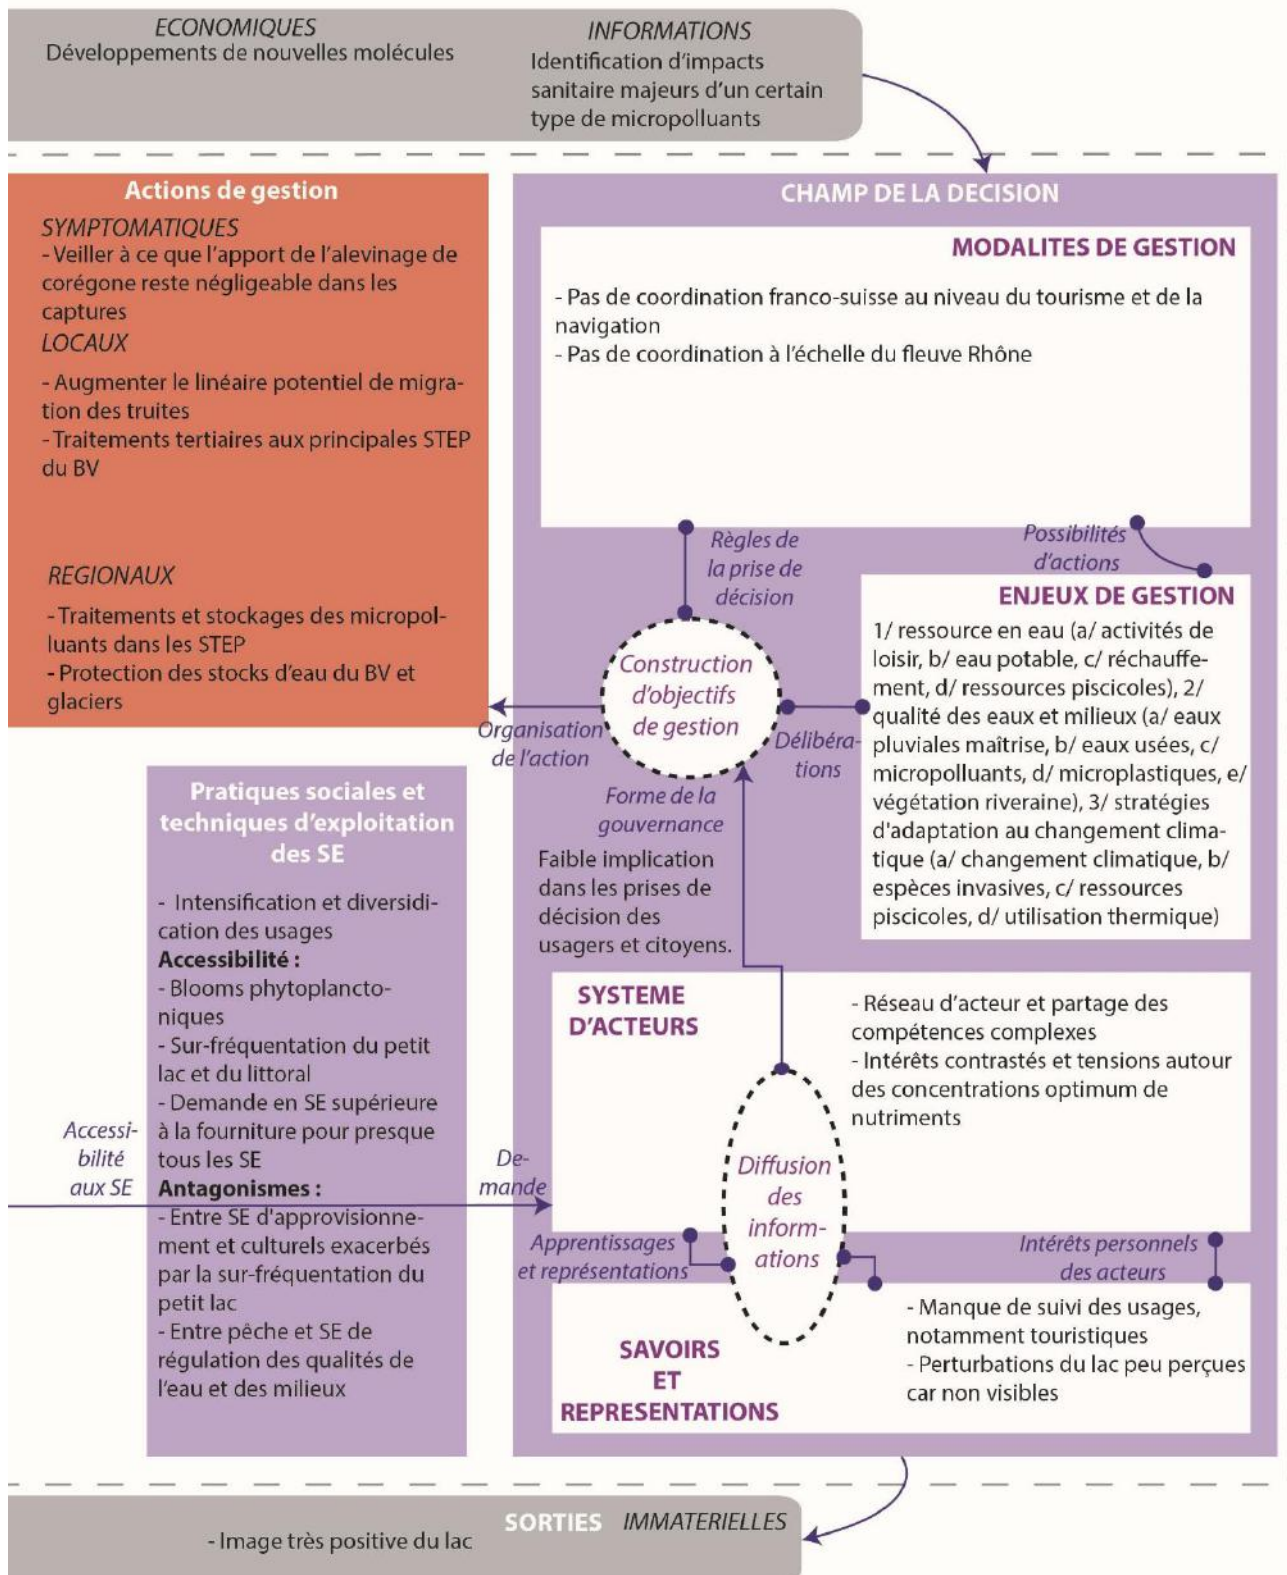 ECONOMIQUES
Développements de nouvelles molécules
INFORMATIONS
Identification d'impacts
sanitaire majeurs d'un certain
type de micropolluants
Actions de gestion
SYMPTOMATIQUES
- Veiller à ce que l'apport de l'alevinage de
corégone reste négligeable dans les
captures
LOCAUX
- Augmenter le linéaire potentiel de migra-
tion des truites
- Traitements tertiaires aux principales STEP
du BV
REGIONAUX
- Traitements et stockages des micropol-
luants dans les STEP
- Protection des stocks d'eau du BV et
glaciers
CHAMP DE LA DECISION
MODALITES DE GESTION
- Pas de coordination franco-suisse au niveau du tourisme et de la
navigation
- Pas de coordination à l'échelle du fleuve Rhône
Règles de
la prise de
décision
Possibilités
d'actions
ENJEUX DE GESTION
1/ ressource en eau (a/ activités de
loisir, b/ eau potable, c/ réchauffe-
ment, d/ ressources piscicoles), 2/
qualité des eaux et milieux (a/ eaux
pluviales maîtrise, b/ eaux usées, c/
micropolluants, d/ microplastiques, e/
végétation riveraine), 3/ stratégies
d'adaptation au changement clima-
tique (a/ changement climatique, b/
espèces invasives, c/ ressources
piscicoles, d/ utilisation thermique)
Construction
d'objectifs
de gestion
Organisation
de l'action
Délibéra-
tions
Forme de la
gouvernance
Faible implication
dans les prises de
décision des
usagers et citoyens.
Pratiques sociales et
techniques d'exploitation
des SE
- Intensification et diversidi-
cation des usages
Accessibilité :
- Blooms phytoplancto-
niques
- Sur-fréquentation du petit
lac et du littoral
- Demande en SE supérieure
à la fourniture pour presque
tous les SE
Antagonismes :
- Entre SE d'approvisionne-
ment et culturels exacerbés
par la sur-fréquentation du
petit lac
- Entre pêche et SE de
régulation des qualités de
l'eau et des milieux
Accessi-
bilité
aux SE
De-
mande
SYSTEME
D'ACTEURS
- Réseau d'acteur et partage des
compétences complexes
- Intérêts contrastés et tensions autour
des concentrations optimum de
nutriments
Diffusion
des
inform-
ations
Apprentissages
et représentations
Intérêts personnels
des acteurs
SAVOIRS
ET
REPRESENTATIONS
- Manque de suivi des usages,
notamment touristiques
- Perturbations du lac peu perçues
car non visibles
SORTIES IMMATERIELLES
- Image très positive du lac